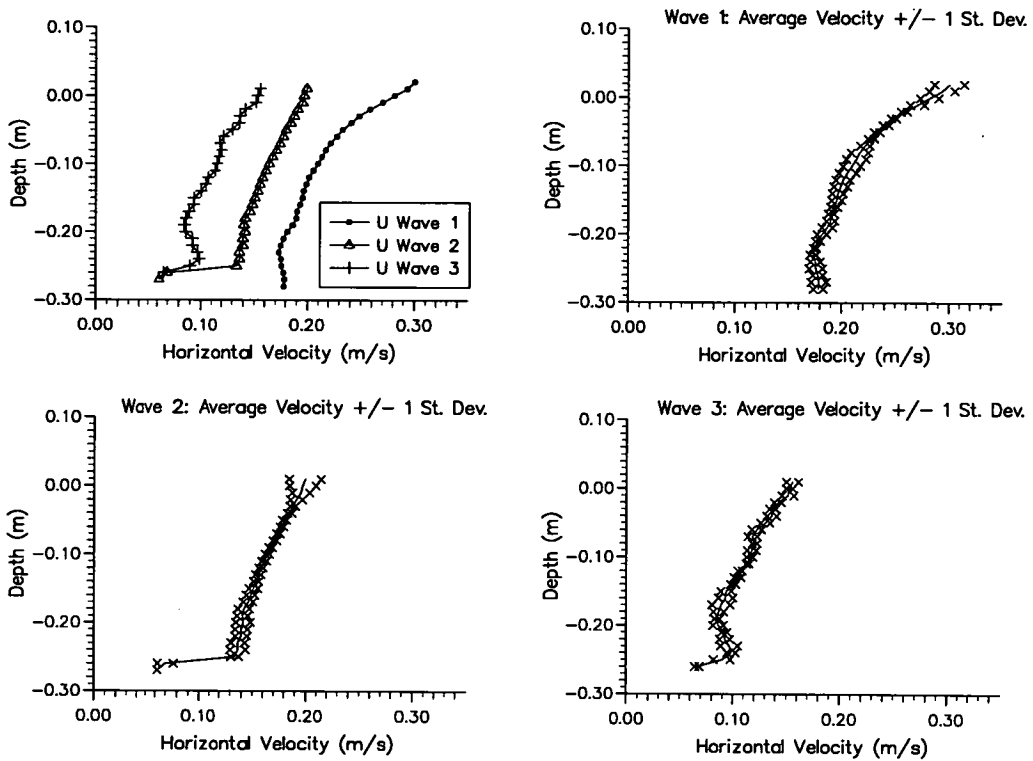 0.10
0.00
−0.10
−0.20
−0.30
Depth (m)
U Wave 1
U Wave 2
U Wave 3
0.00
0.10
0.20
0.30
Horizontal Velocity (m/s)
Wave 1: Average Velocity +/− 1 St. Dev.
0.10
0.00
−0.10
−0.20
−0.30
Depth (m)
0.00
0.10
0.20
0.30
Horizontal Velocity (m/s)
Wave 2: Average Velocity +/− 1 St. Dev.
0.10
0.00
−0.10
−0.20
−0.30
Depth (m)
0.00
0.10
0.20
0.30
Horizontal Velocity (m/s)
Wave 3: Average Velocity +/− 1 St. Dev.
0.10
0.00
−0.10
−0.20
−0.30
Depth (m)
0.00
0.10
0.20
0.30
Horizontal Velocity (m/s)